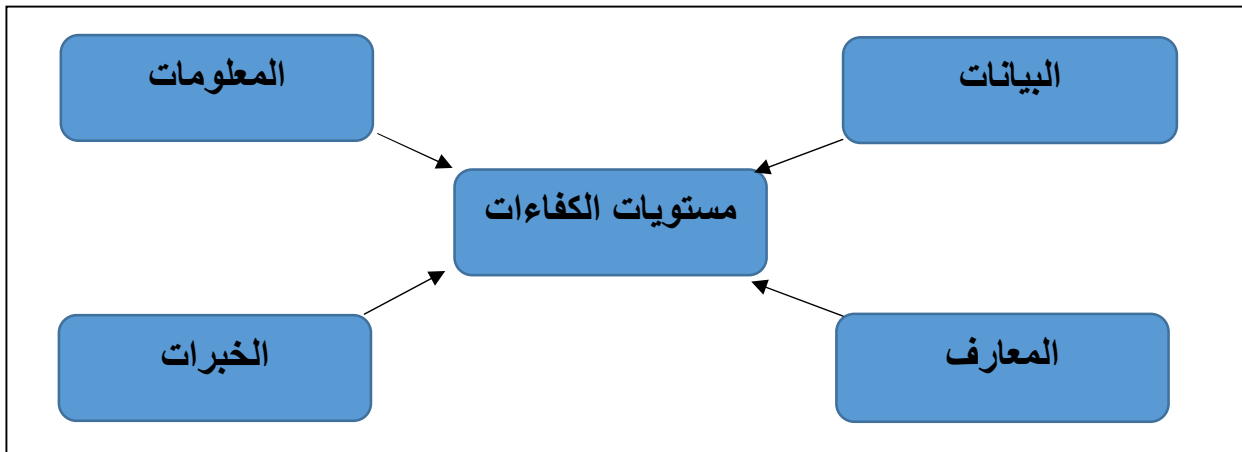 البيانات
المعلومات
مستويات الكفاءات
المعارف
الخبرات